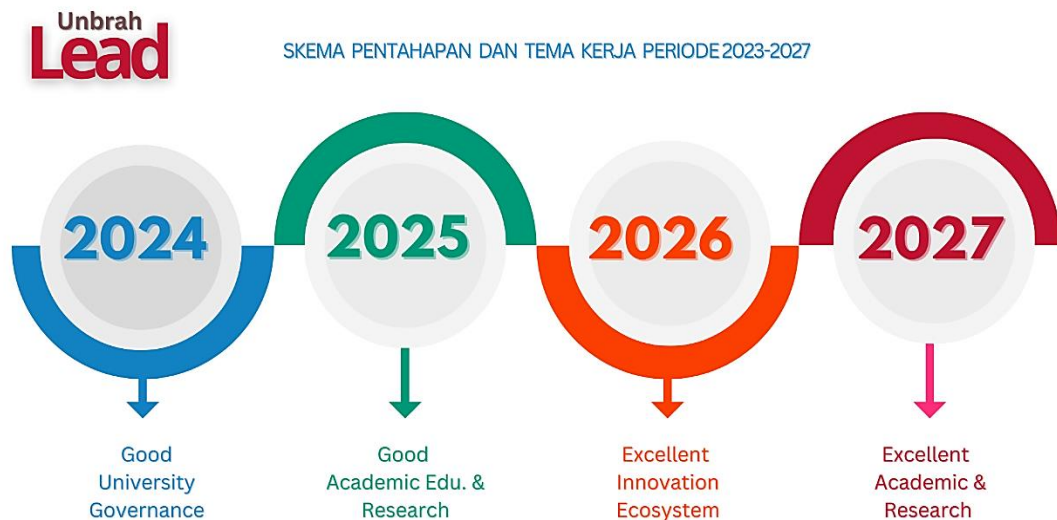 Unbrah
Lead
SKEMA PENTAHAPAN DAN TEMA KERJA PERIODE 2023-2027
2024
2025
2026
2027
Good
University
Governance
Good
Academic Edu. &
Research
Excellent
Innovation
Ecosystem
Excellent
Academic &
Research